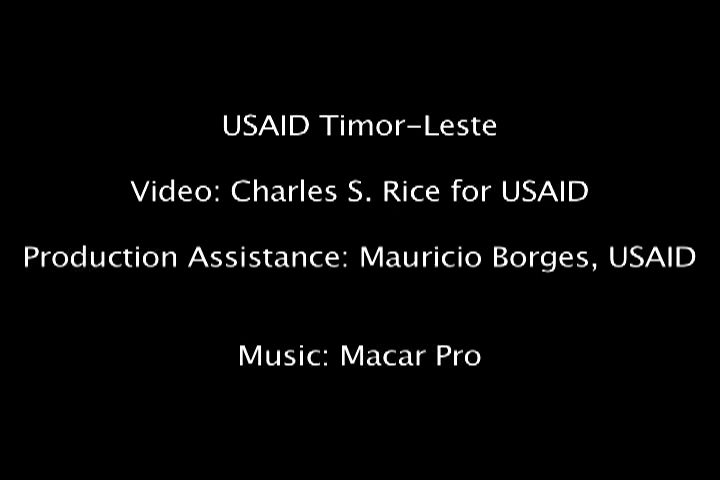 USAID Timor-Leste
Video: Charles S. Rice for USAID
Production Assistance: Mauricio Borges, USAID
Music: Macar Pro